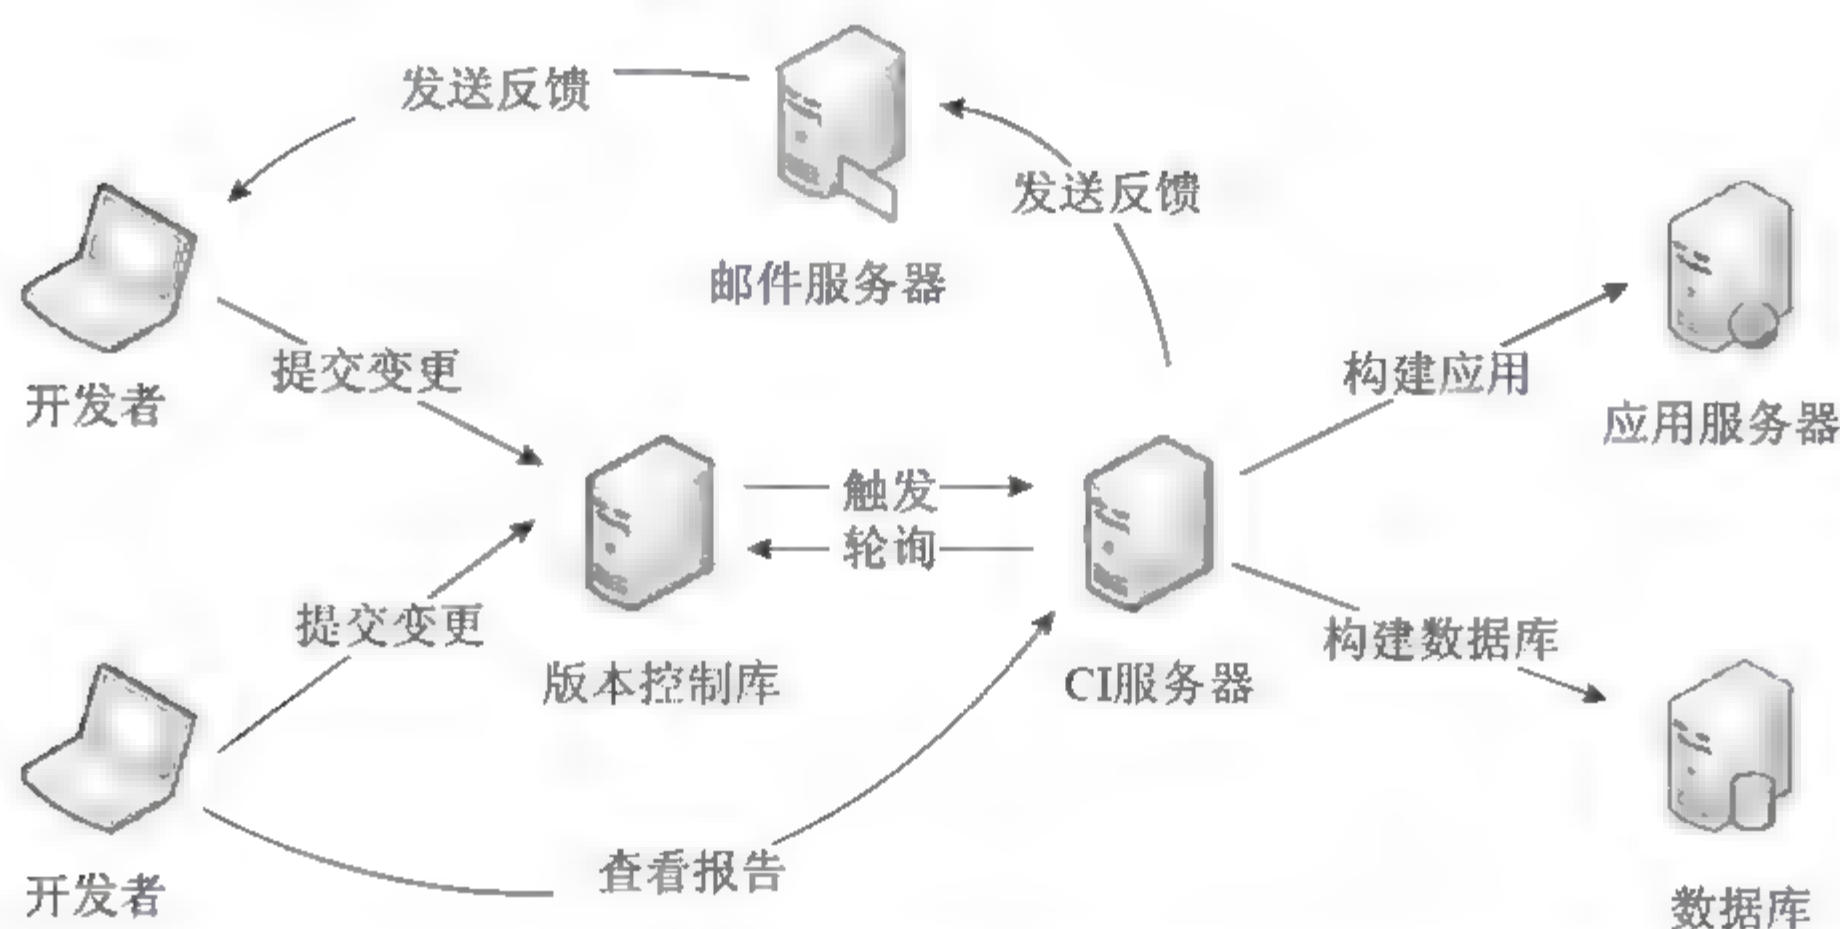 发送反馈
发送反馈
邮件服务器
提交变更
开发者
构建应用
应用服务器
触发
轮询
提交变更
构建数据库
版本控制库
CI服务器
查看报告
开发者
数据库